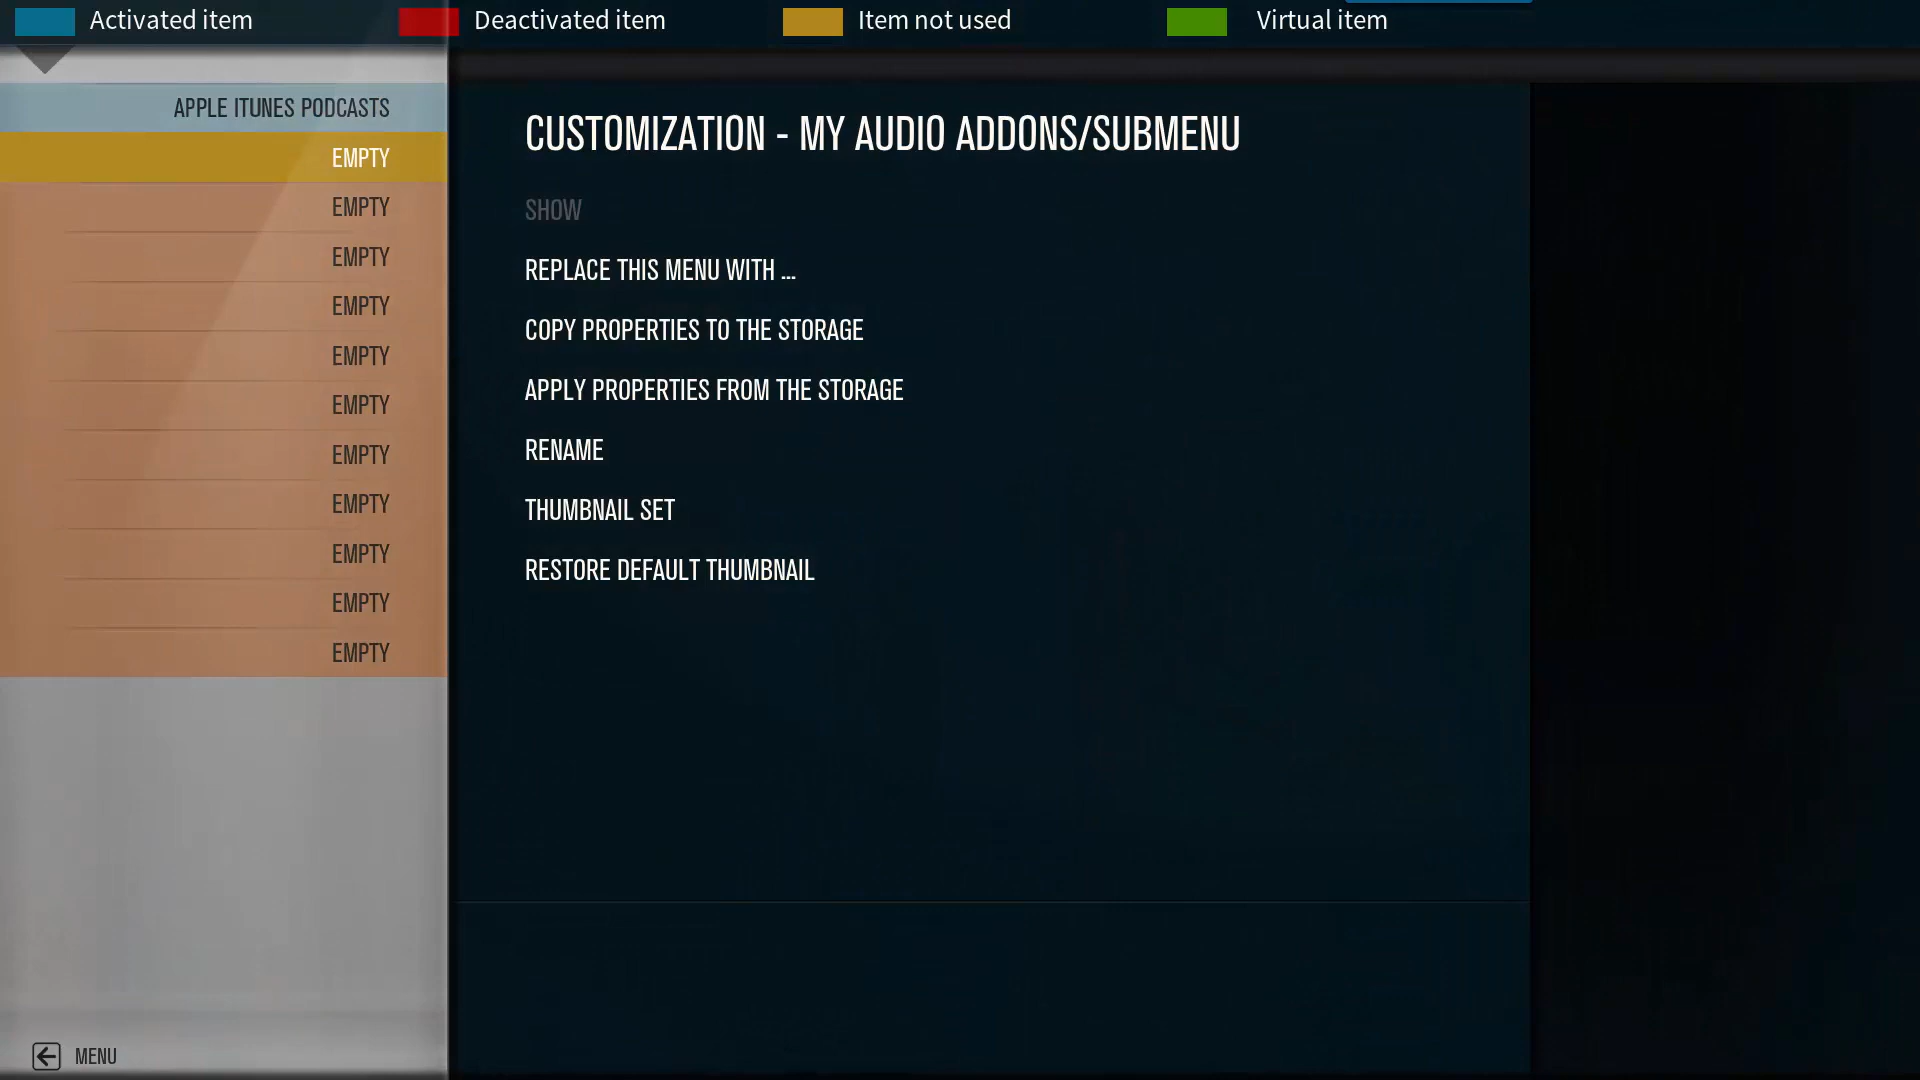 Activated item
Deactivated item
Item not used
Virtual item
APPLE ITUNES PODCASTS
EMPTY
EMPTY
EMPTY
EMPTY
EMPTY
EMPTY
EMPTY
EMPTY
EMPTY
EMPTY
EMPTY
CUSTOMIZATION - MY AUDIO ADDONS/SUBMENU
SHOW
REPLACE THIS MENU WITH ...
COPY PROPERTIES TO THE STORAGE
APPLY PROPERTIES FROM THE STORAGE
RENAME
THUMBNAIL SET
RESTORE DEFAULT THUMBNAIL
MENU